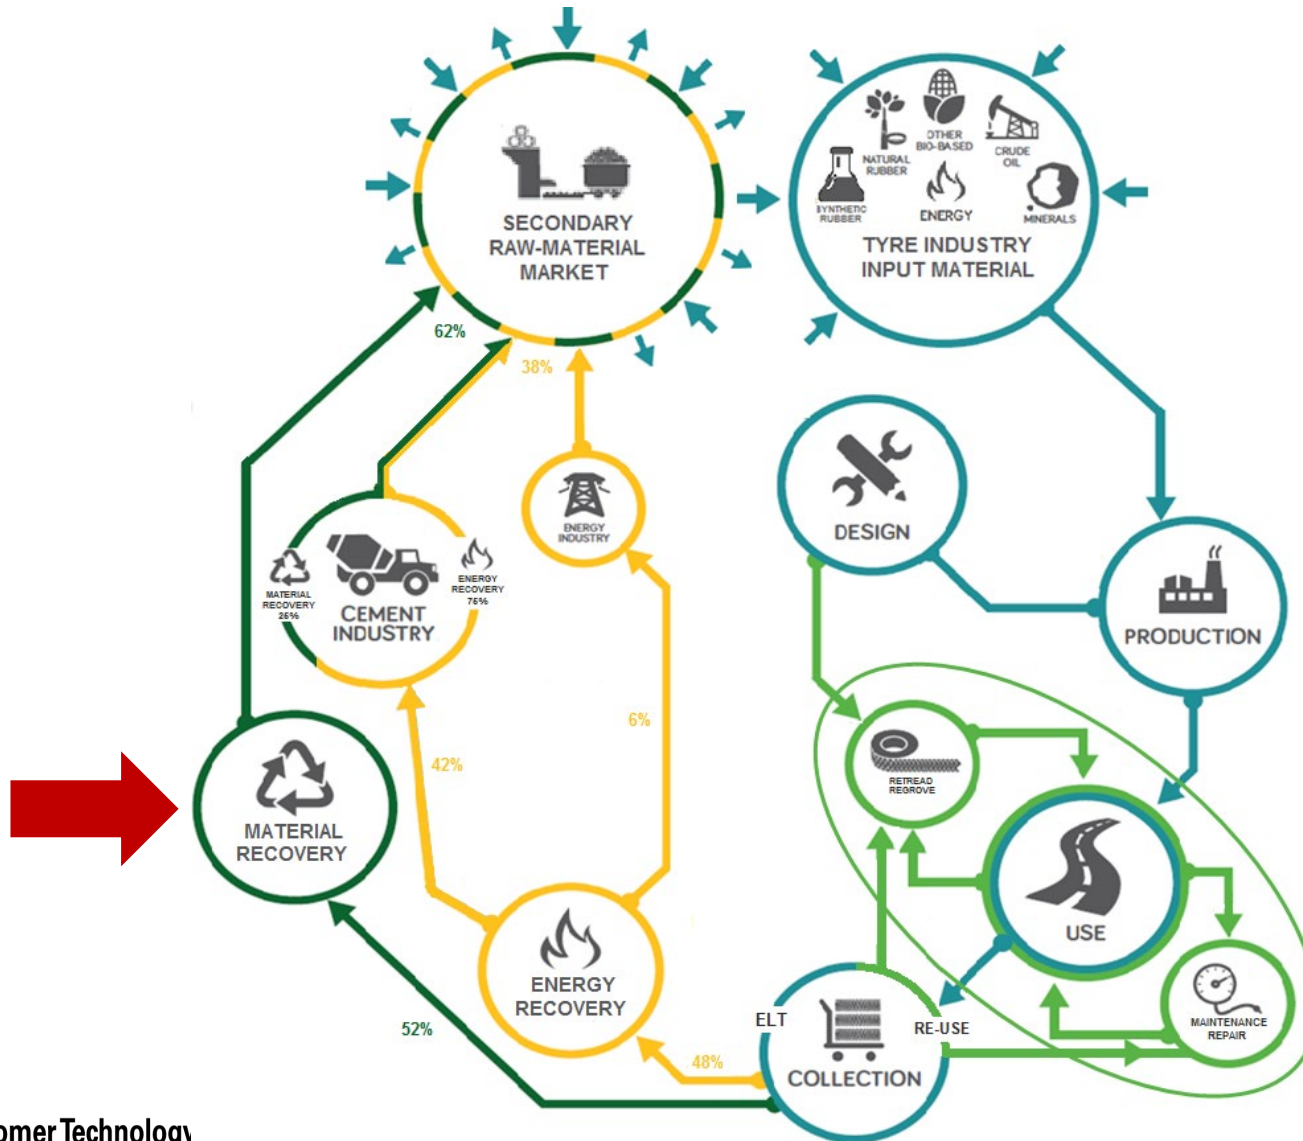 SECONDARY
RAW-MATERIAL
MARKET
NATURAL
RUBBER
OTHER
BIO-BASED
CRUDE
OIL
SYNTHETIC
RUBBER
ENERGY
MINERALS
TYRE INDUSTRY
INPUT MATERIAL
62%
38%
DESIGN
ENERGY
INDUSTRY
MATERIAL
RECOVERY
25%
ENERGY
RECOVERY
75%
CEMENT
INDUSTRY
PRODUCTION
6%
42%
RETREAD
REGROVE
MATERIAL
RECOVERY
USE
ENERGY
RECOVERY
ELT
RE-USE
MAINTENANCE
REPAIR
52%
48%
COLLECTION
omer Technology